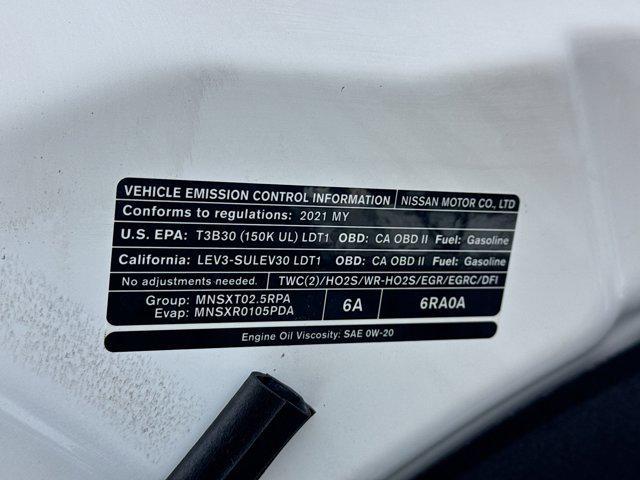 VEHICLE EMISSION CONTROL INFORMATION NISSAN MOTOR CO., LTD
Conforms to regulations: 2021 MY
U.S. EPA: T3B30 (150K UL) LDT1 OBD: CA OBD II Fuel: Gasoline
California: LEV3-SULEV30 LDT1 OBD: CA OBD II Fuel: Gasoline
No adjustments needed. TWC(2)/HO2S/WR-HO2S/EGR/EGRC/DFI
Group: MNSXT02.5RPA 6A 6RA0A
Evap: MNSXR0105PDA
Engine Oil Viscosity: SAE 0W-20